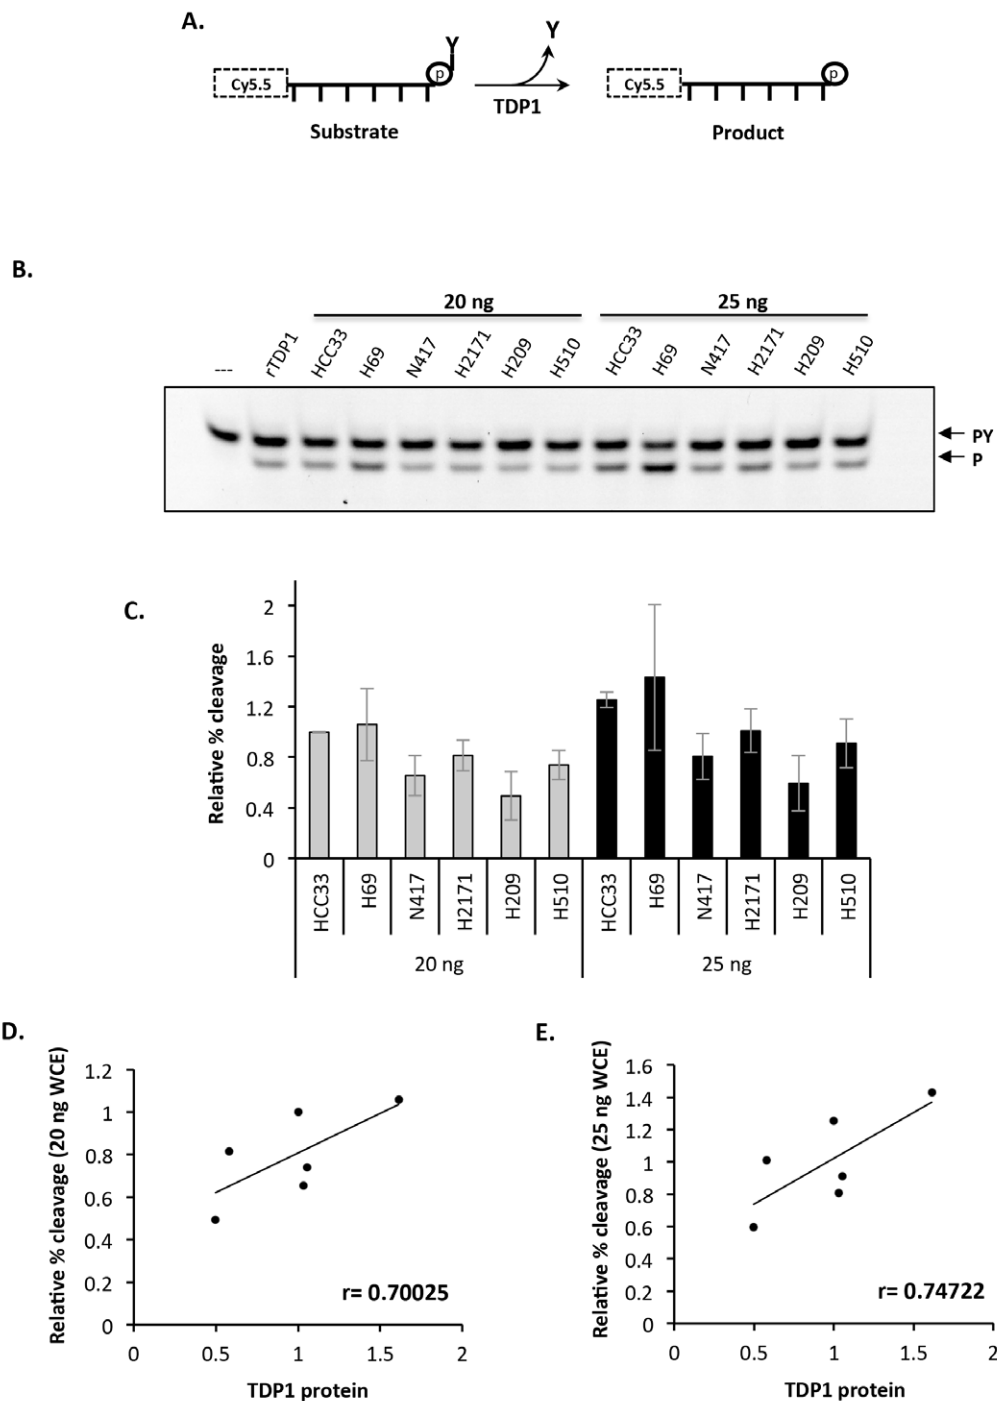 A.
Y Y
Cy5.5 p Cy5.5 p
TDP1
Substrate Product
B.
20 ng 25 ng
--- rTDP1 HCC33 H69 N417 H2171 H209 H510 HCC33 H69 N417 H2171 H209 H510
PY
P
C.
Relative % cleavage
2
1.6
1.2
0.8
0.4
0
HCC33 H69 N417 H2171 H209 H510 HCC33 H69 N417 H2171 H209 H510
20 ng 25 ng
D.
Relative % cleavage (20 ng WCE)
1.2
1
0.8
0.6
0.4
0.2
0
r= 0.70025
0 0.5 1 1.5 2
TDP1 protein
E.
Relative % cleavage (25 ng WCE)
1.6
1.4
1.2
1
0.8
0.6
0.4
0.2
0
r= 0.74722
0 0.5 1 1.5 2
TDP1 protein